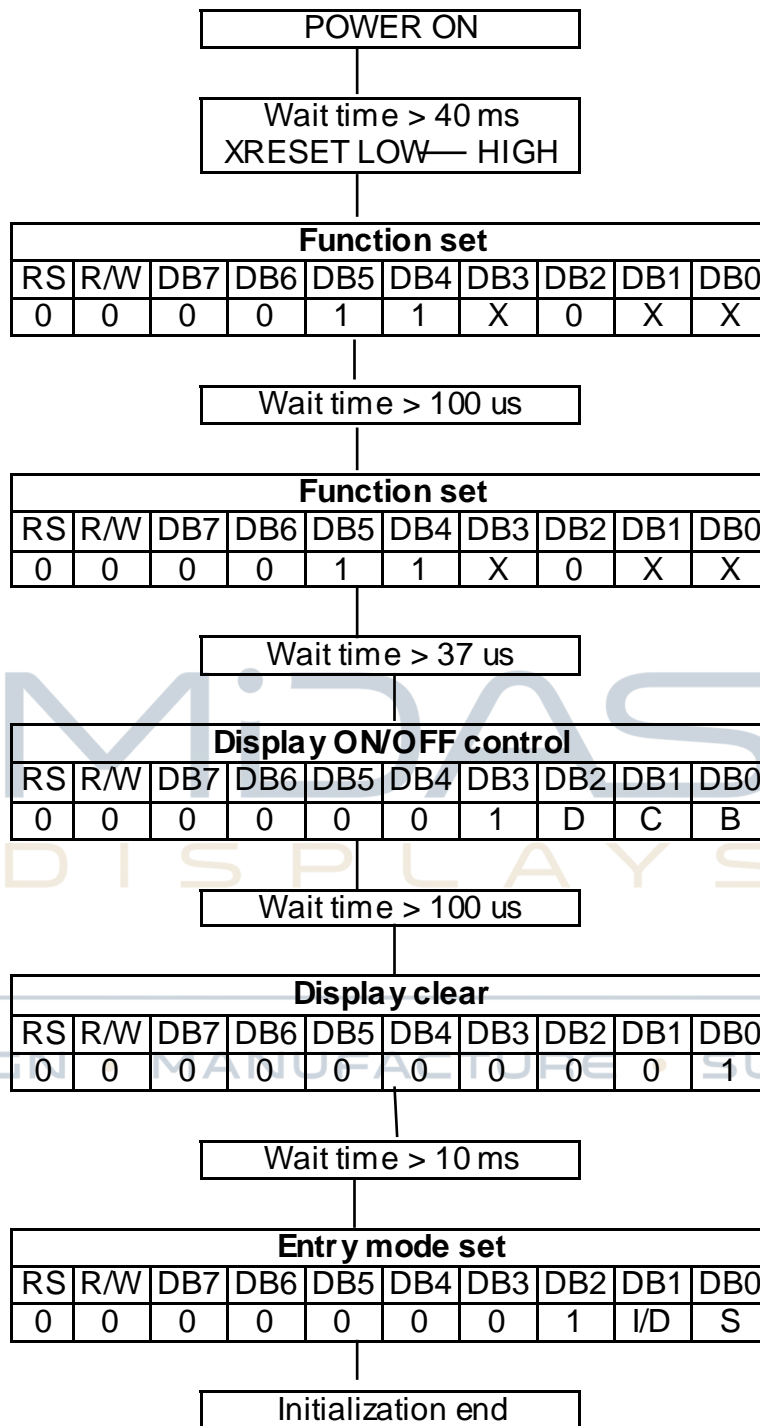 POWER ON
Wait time > 40 ms
XRESET LOW — HIGH
Function set
RS R/W DB7 DB6 DB5 DB4 DB3 DB2 DB1 DB0
0 0 0 0 1 1 X 0 X X
Wait time > 100 us
Function set
RS R/W DB7 DB6 DB5 DB4 DB3 DB2 DB1 DB0
0 0 0 0 1 1 X 0 X X
Wait time > 37 us
MiDAS
Display ON/OFF control
RS R/W DB7 DB6 DB5 DB4 DB3 DB2 DB1 DB0
0 0 0 0 0 0 1 D C B
DISPLAYS
Wait time > 100 us
Display clear
RS R/W DB7 DB6 DB5 DB4 DB3 DB2 DB1 DB0
0 0 0 0 0 0 0 0 0 1
MANUFACTURE
Wait time > 10 ms
Entry mode set
RS R/W DB7 DB6 DB5 DB4 DB3 DB2 DB1 DB0
0 0 0 0 0 0 0 1 I/D S
Initialization end